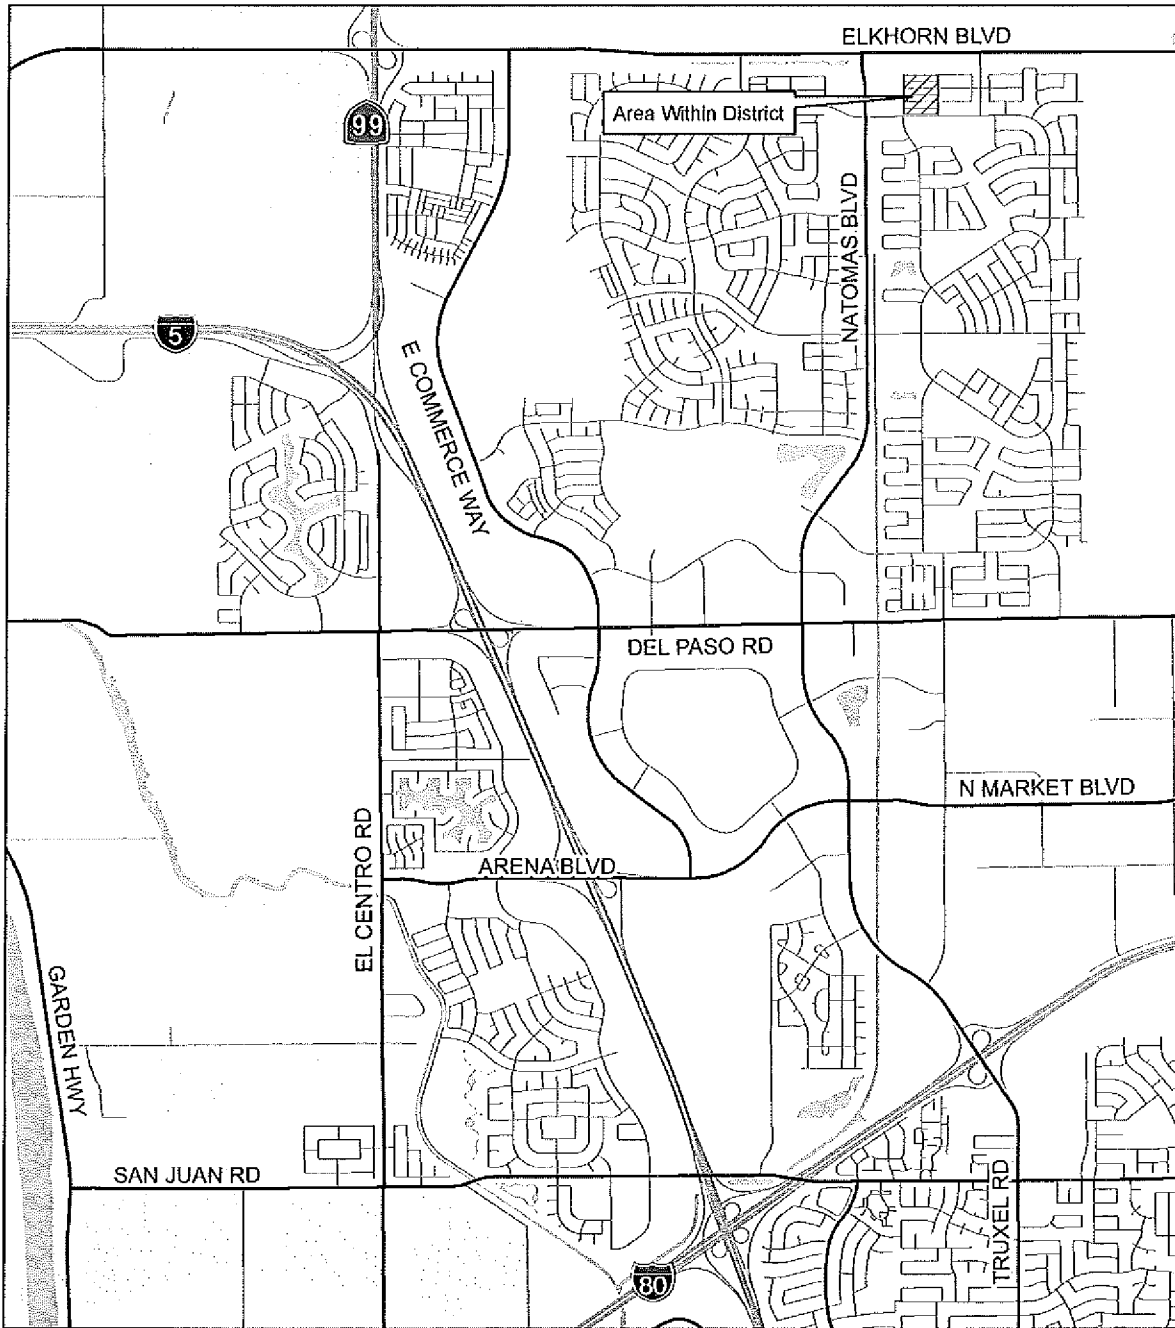 ELKHORN BLVD
Area Within District
99
NATOMAS BLVD
5
E COMMERCE WAY
DEL PASO RD
N MARKET BLVD
EL CENTRO RD
ARENA BLVD
GARDEN HWY
SAN JUAN RD
TRUXEL RD
80